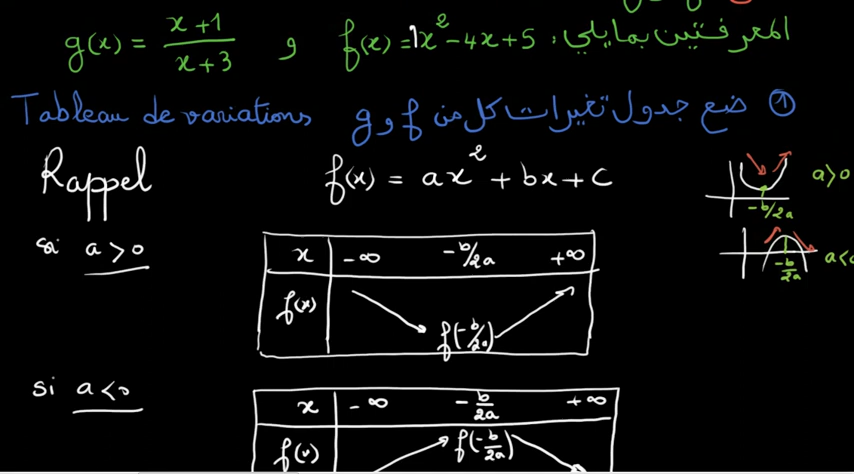 المعرفتين بمايلي: f(x) = 1x² - 4x + 5 و g(x) = x+1/x+3
① ضع جدول تغيرات كل من f و g Tableau de variations
Rappel f(x) = ax² + bx + c
a>0
-b/2a
si a>0
x -∞ -b/2a +∞
f(x) f(-b/2a)
a<0
-b/2a
si a<0
x -∞ -b/2a +∞
f(x) f(-b/2a)